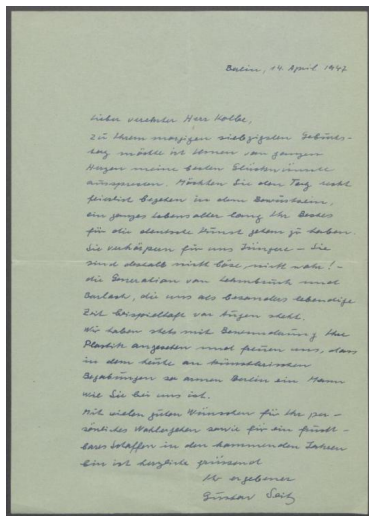 Berlin, 14. April 1947
Lieber verehrter Herr Kolbe,
zu Ihrem morgigen siebzigsten Geburts-
tag möchte ich Ihnen von ganzem
Herzen meine besten Glückwünsche
aussprechen. Möchten Sie den Tag recht
feierlich begehen in dem Bewußtsein,
ein ganzes Lebensalter lang Ihr Bestes
für die deutsche Kunst getan zu haben.
Sie verkörpern für uns Jüngere – Sie
sind deshalb nicht böse, nicht wahr! –
die Generation von Lehmbruck und
Barlach, die uns als besonders lebendige
Zeit beispielhaft vor Augen steht.
Wir haben stets mit Bewunderung Ihre
Plastik angesehen und freuen uns, dass
in dem heute an künstlerischen
Begabungen so armen Berlin ein Mann
wie Sie bei uns ist.
Mit vielen guten Wünschen für Ihr per-
sönliches Wohlergehen sowie für ein frucht-
bares Schaffen in den kommenden Jahren
bin ich herzlich grüssend
Ihr ergebener
Gustav Seitz